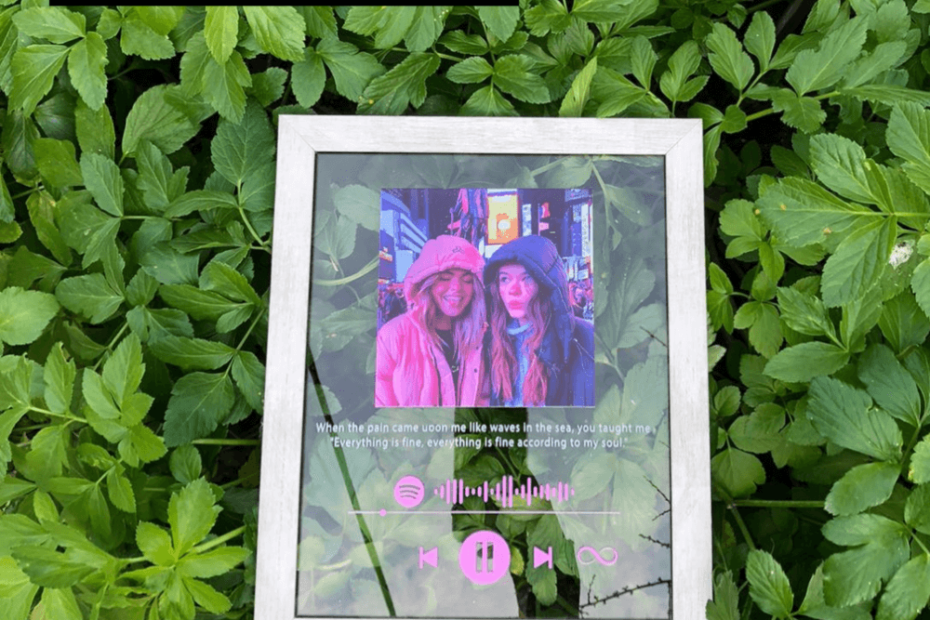 When the pain came uoon me like waves in the sea, you taught me,
"Everything is fine, everything is fine according to my soul."